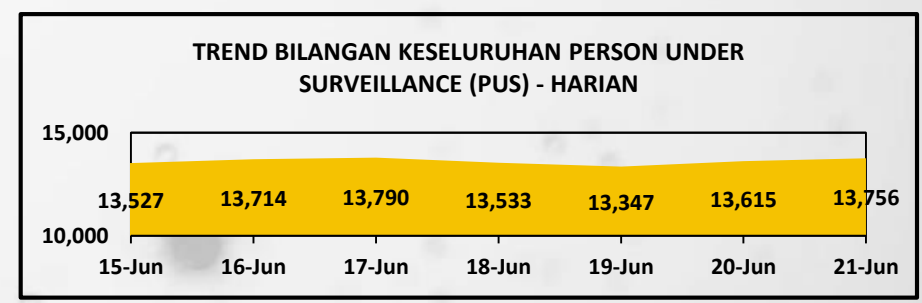 TREND BILANGAN KESELURUHAN PERSON UNDER
SURVEILLANCE (PUS) - HARIAN
15,000
13,527 13,714 13,790 13,533 13,347 13,615 13,756
10,000
15-Jun 16-Jun 17-Jun 18-Jun 19-Jun 20-Jun 21-Jun